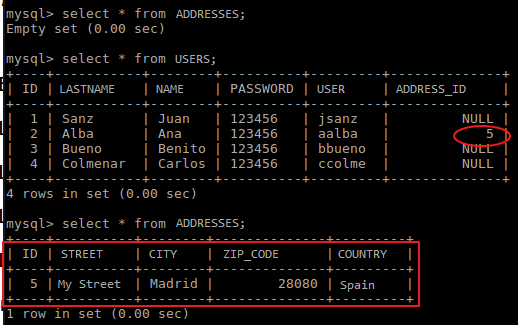 mysql> select * from ADDRESSES;
Empty set (0.00 sec)
mysql> select * from USERS;
+----+-----------+--------+----------+--------+------------+
| ID | LASTNAME | NAME | PASSWORD | USER | ADDRESS_ID |
+----+-----------+--------+----------+--------+------------+
| 1 | Sanz | Juan | 123456 | jsanz | NULL |
| 2 | Alba | Ana | 123456 | aalba | 5 |
| 3 | Bueno | Benito | 123456 | bbueno | NULL |
| 4 | Colmenar | Carlos | 123456 | ccolme | NULL |
+----+-----------+--------+----------+--------+------------+
4 rows in set (0.00 sec)
mysql> select * from ADDRESSES;
+----+-----------+--------+----------+---------+
| ID | STREET | CITY | ZIP_CODE | COUNTRY |
+----+-----------+--------+----------+---------+
| 5 | My Street | Madrid | 28080 | Spain |
+----+-----------+--------+----------+---------+
1 row in set (0.00 sec)